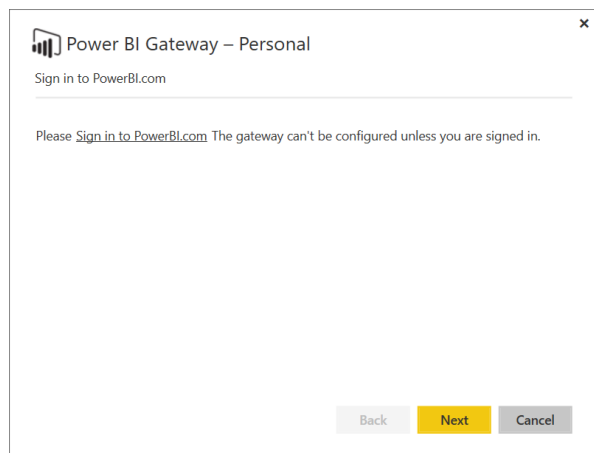 Power BI Gateway – Personal
Sign in to PowerBI.com
Please Sign in to PowerBI.com The gateway can't be configured unless you are signed in.
Back Next Cancel